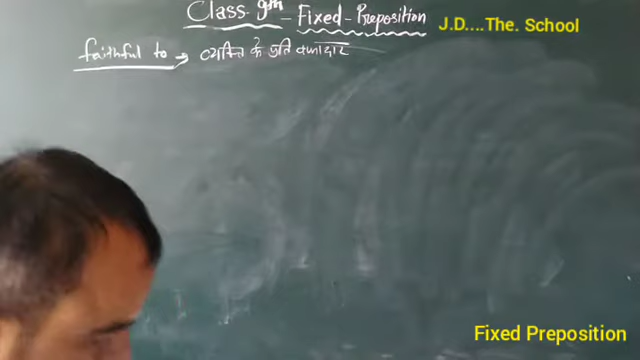 Class-9th - Fixed-Preposition
J.D....The. School
faithful to → व्यक्ति के प्रति वफादार
Fixed Preposition